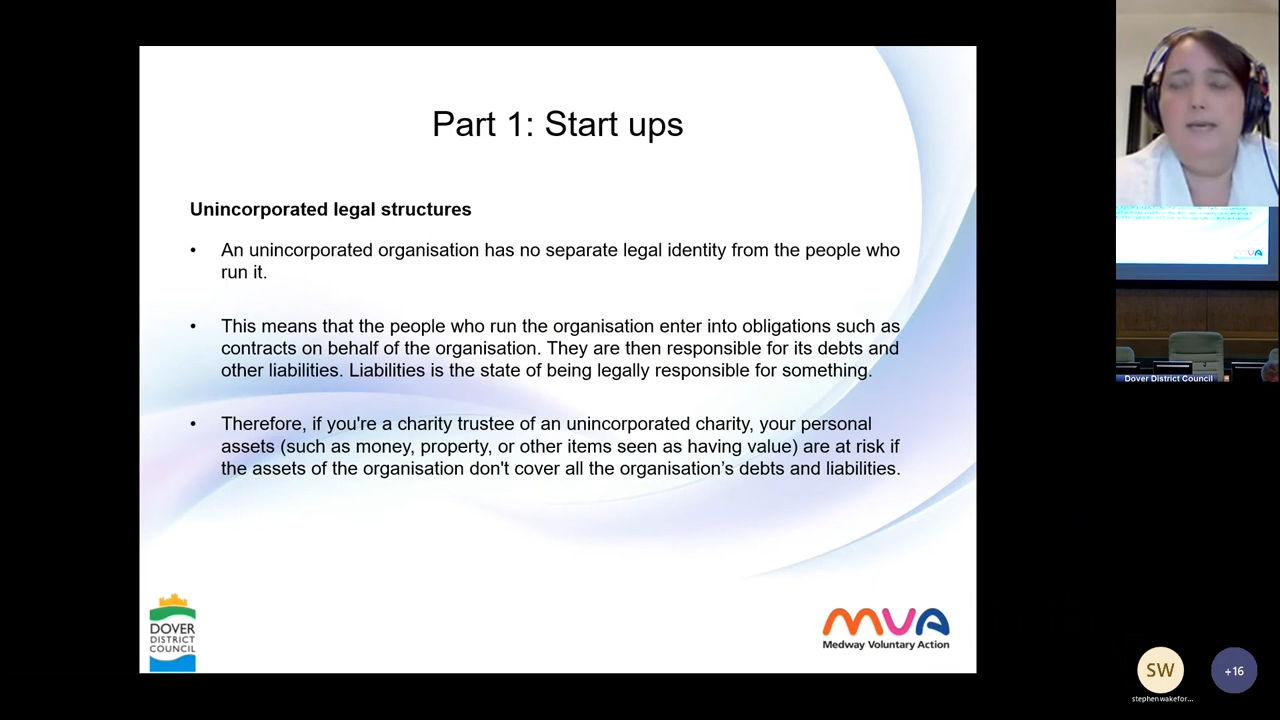 Part 1: Start ups
Unincorporated legal structures
• An unincorporated organisation has no separate legal identity from the people who
run it.
• This means that the people who run the organisation enter into obligations such as
contracts on behalf of the organisation. They are then responsible for its debts and
other liabilities. Liabilities is the state of being legally responsible for something.
• Therefore, if you're a charity trustee of an unincorporated charity, your personal
assets (such as money, property, or other items seen as having value) are at risk if
the assets of the organisation don't cover all the organisation’s debts and liabilities.
DOVER
DISTRICT
COUNCIL
MVA
Medway Voluntary Action
MVA
Dover District Council
SW
+16
stephen wakefor...